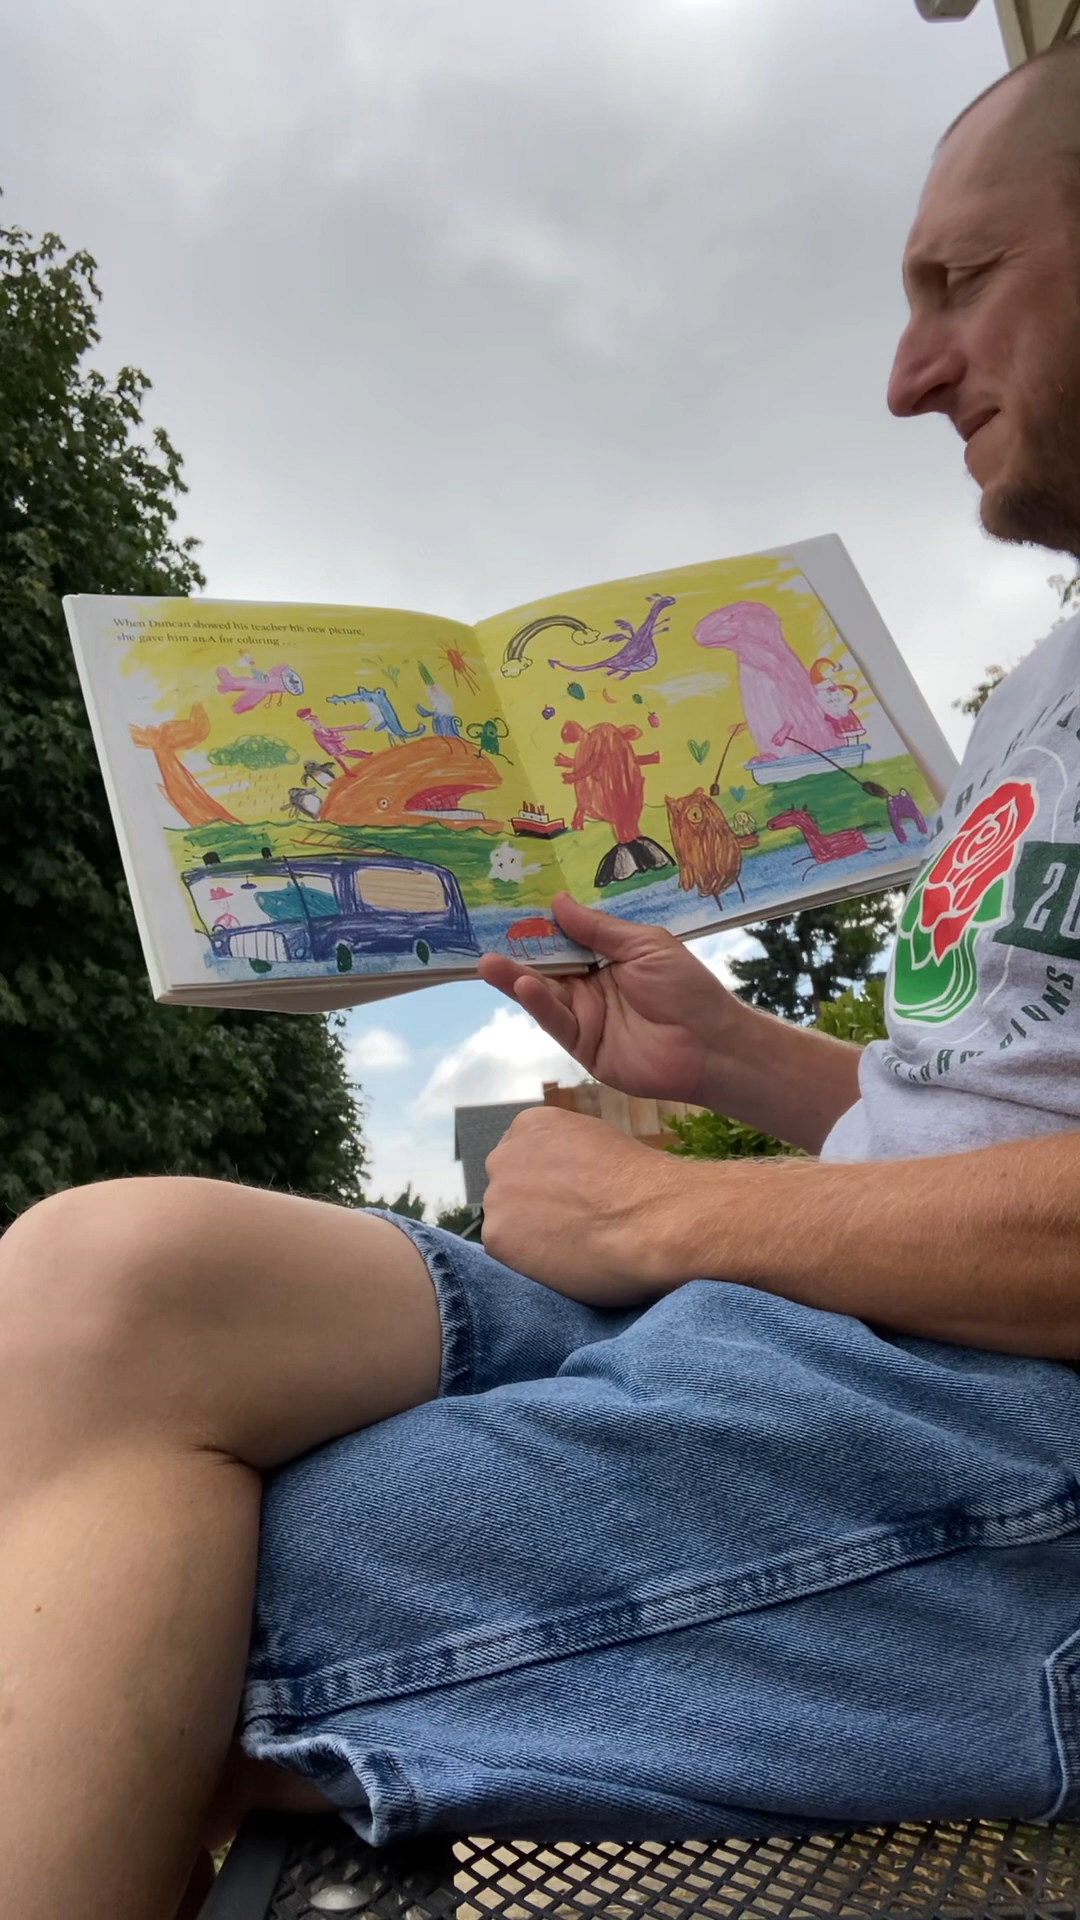 When Duncan showed his teacher his new picture,
she gave him an A for coloring . . .